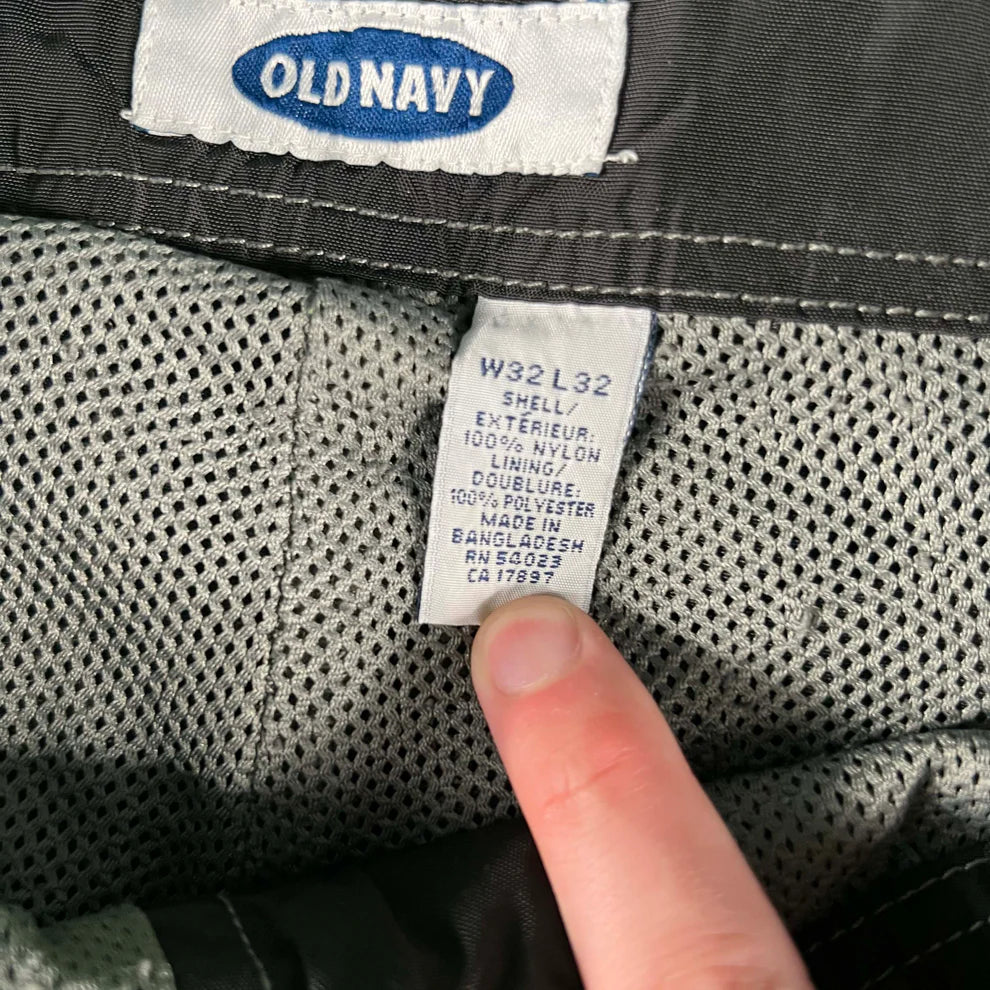 OLD NAVY
W32 L32
SHELL/
EXTÉRIEUR:
100% NYLON
LINING/
DOUBLURE:
100% POLYESTER
MADE IN
BANGLADESH
RN 54023
CA 17897